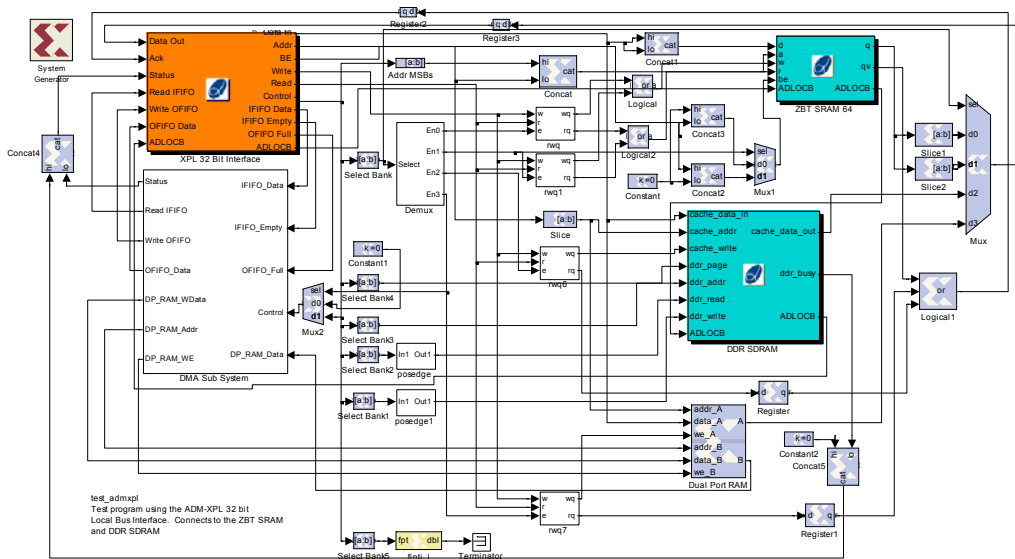 q d
Register2
q d
Register3
System
Generator
Data Out
Ack
Status
Read IFIFO
Write OFIFO
OFIFO Data
ADLOCB
Data In
Addr
BE
Write
Read
Control
IFIFO Data
IFIFO Empty
OFIFO Full
ADLOCB
XPL 32 Bit Interface
[a:b]
Addr MSBs
hi
lo
cat
Concat
hi
lo
cat
Concat1
Logical
or
Logical2
d
a
w
r
be
ADLOCB
q
qv
ADLOCB
ZBT SRAM 64
hi
lo
cat
Concat3
hi
lo
cat
Concat2
k=0
Constant
sel
d0
d1
Mux1
[a:b]
Slice1
[a:b]
Slice2
sel
d0
d1
d2
d3
Mux
cat
hi
lo
Concat4
Status
Read IFIFO
Write OFIFO
OFIFO_Data
DP_RAM_WData
DP_RAM_Addr
DP_RAM_WE
IFIFO_Data
IFIFO_Empty
OFIFO_Full
Control
DP_RAM_Data
DMA Sub System
[a:b]
Select Bank
Select
En0
En1
En2
En3
Demux
w
r
e
wq
rq
rwq
w
r
e
wq
rq
rwq1
[a:b]
Slice
w
r
e
wq
rq
rwq6
k=0
Constant1
[a:b]
Select Bank4
sel
d0
d1
Mux2
[a:b]
Select Bank3
[a:b]
Select Bank2
In1 Out1
posedge
[a:b]
Select Bank1
In1 Out1
posedge1
cache_data_in
cache_addr
cache_write
ddr_page
ddr_addr
ddr_read
ddr_write
ADLOCB
cache_data_out
ddr_busy
ADLOCB
DDR SDRAM
or
Logical1
d q
Register
addr_A
data_A
we_A
addr_B
data_B
we_B
A
B
Dual Port RAM
k=0
Constant2
hi
lo
cat
Concat5
w
r
e
wq
rq
rwq7
d q
Register1
test_admxpl
Test program using the ADM-XPL 32 bit
Local Bus Interface. Connects to the ZBT SRAM
and DDR SDRAM
[a:b]
Select Bank5
fpt dbl
Terminator